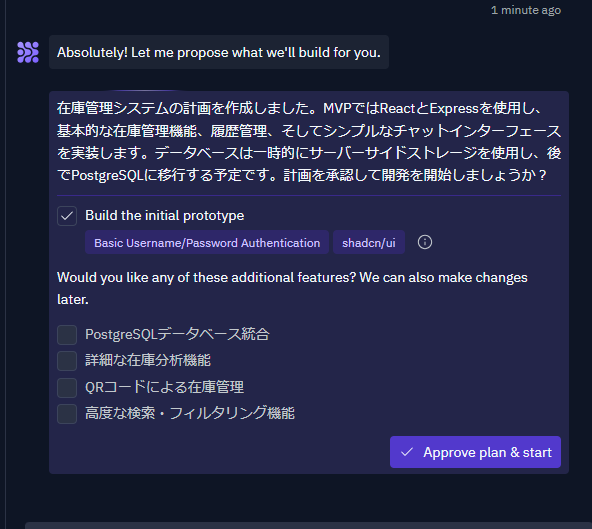 1 minute ago
Absolutely! Let me propose what we'll build for you.
在庫管理システムの計画を作成しました。MVPではReactとExpressを使用し、
基本的な在庫管理機能、履歴管理、そしてシンプルなチャットインターフェース
を実装します。データベースは一時的にサーバーサイドストレージを使用し、後
でPostgreSQLに移行する予定です。計画を承認して開発を開始しましょうか？
Build the initial prototype
Basic Username/Password Authentication shadcn/ui
Would you like any of these additional features? We can also make changes
later.
PostgreSQLデータベース統合
詳細な在庫分析機能
QRコードによる在庫管理
高度な検索・フィルタリング機能
Approve plan & start